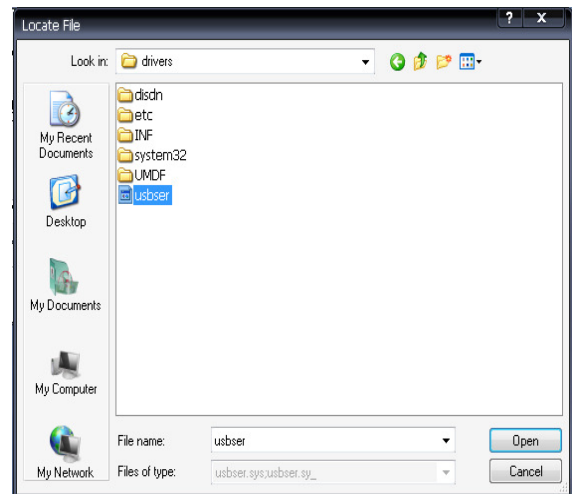 Locate File
? X
Look in:
drivers
disdn
etc
INF
system32
UMDF
usbser
My Recent
Documents
Desktop
My Documents
My Computer
My Network
File name:
usbser
Open
Files of type:
usbser.sys;usbser.sy_
Cancel